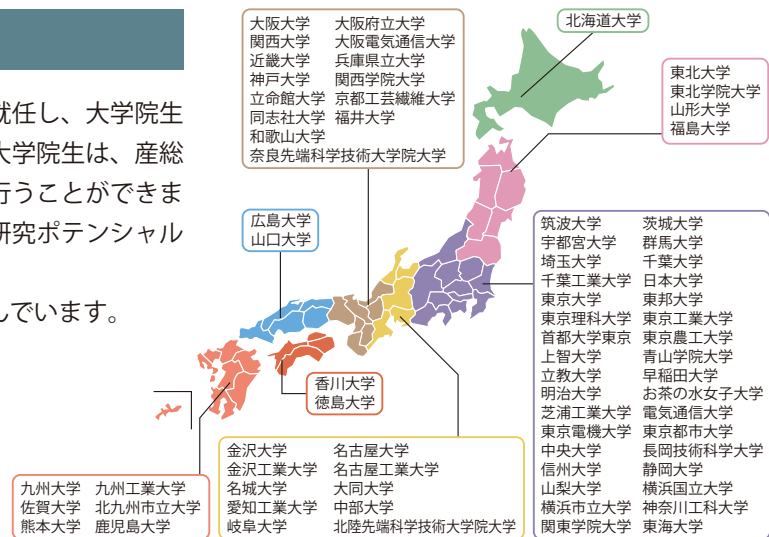 就任し、大学院生
大学院生は、産総
行うことができま
研究ポテンシャル
しています。
大阪大学 大阪府立大学
関西大学 大阪電気通信大学
近畿大学 兵庫県立大学
神戸大学 関西学院大学
立命館大学 京都工芸繊維大学
同志社大学 福井大学
和歌山大学
奈良先端科学技術大学院大学
北海道大学
東北大学
東北学院大学
山形大学
福島大学
広島大学
山口大学
筑波大学 茨城大学
宇都宮大学 群馬大学
埼玉大学 千葉大学
千葉工業大学 日本大学
東京大学 東邦大学
東京理科大学 東京工業大学
首都大学東京 東京農工大学
上智大学 青山学院大学
立教大学 早稲田大学
明治大学 お茶の水女子大学
芝浦工業大学 電気通信大学
東京電機大学 東京都市大学
中央大学 長岡技術科学大学
信州大学 静岡大学
山梨大学 横浜国立大学
横浜市立大学 神奈川工科大学
関東学院大学 東海大学
香川大学
徳島大学
金沢大学 名古屋大学
金沢工業大学 名古屋工業大学
名城大学 大同大学
愛知工業大学 中部大学
岐阜大学 北陸先端科学技術大学院大学
九州大学 九州工業大学
佐賀大学 北九州市立大学
熊本大学 鹿児島大学